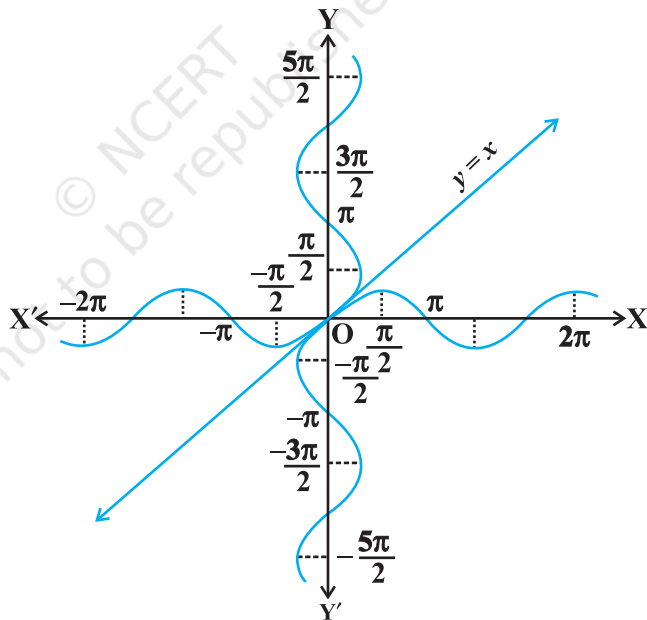 Y
5π/2
© NCERT
not to be republished
3π/2
y = x
π
π/2
–π/2
–2π
π
X′
X
–π
O
π/2
2π
–π/2
–π
–3π/2
–5π/2
Y′